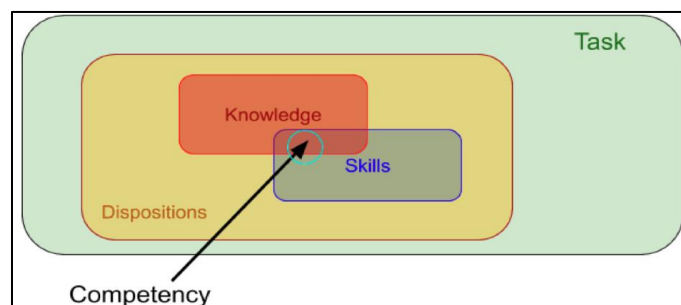 Task
Knowledge
Skills
Dispositions
Competency